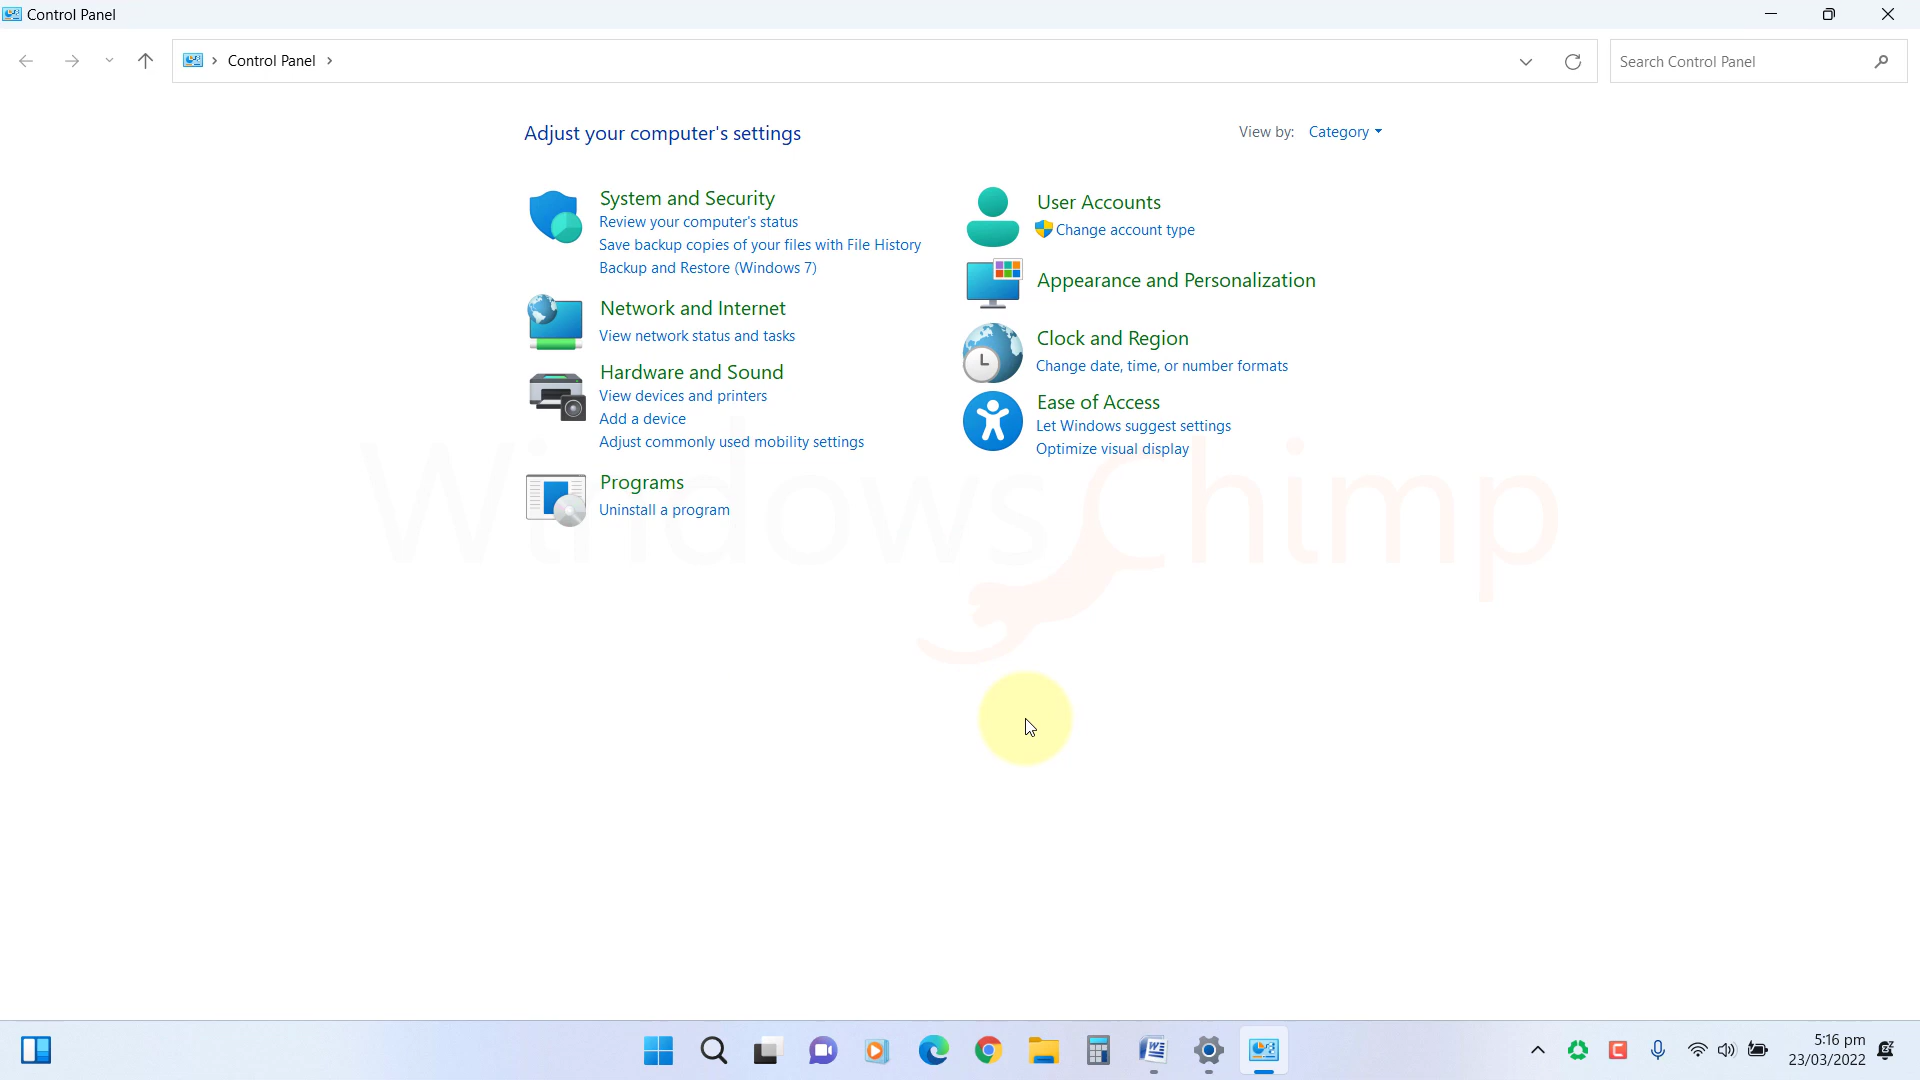 Control Panel
Control Panel
Search Control Panel
Adjust your computer's settings
View by: Category
System and Security
Review your computer's status
Save backup copies of your files with File History
Backup and Restore (Windows 7)
Network and Internet
View network status and tasks
Hardware and Sound
View devices and printers
Add a device
Adjust commonly used mobility settings
Programs
Uninstall a program
User Accounts
Change account type
Appearance and Personalization
Clock and Region
Change date, time, or number formats
Ease of Access
Let Windows suggest settings
Optimize visual display
WindowsChimp
5:16 pm
23/03/2022